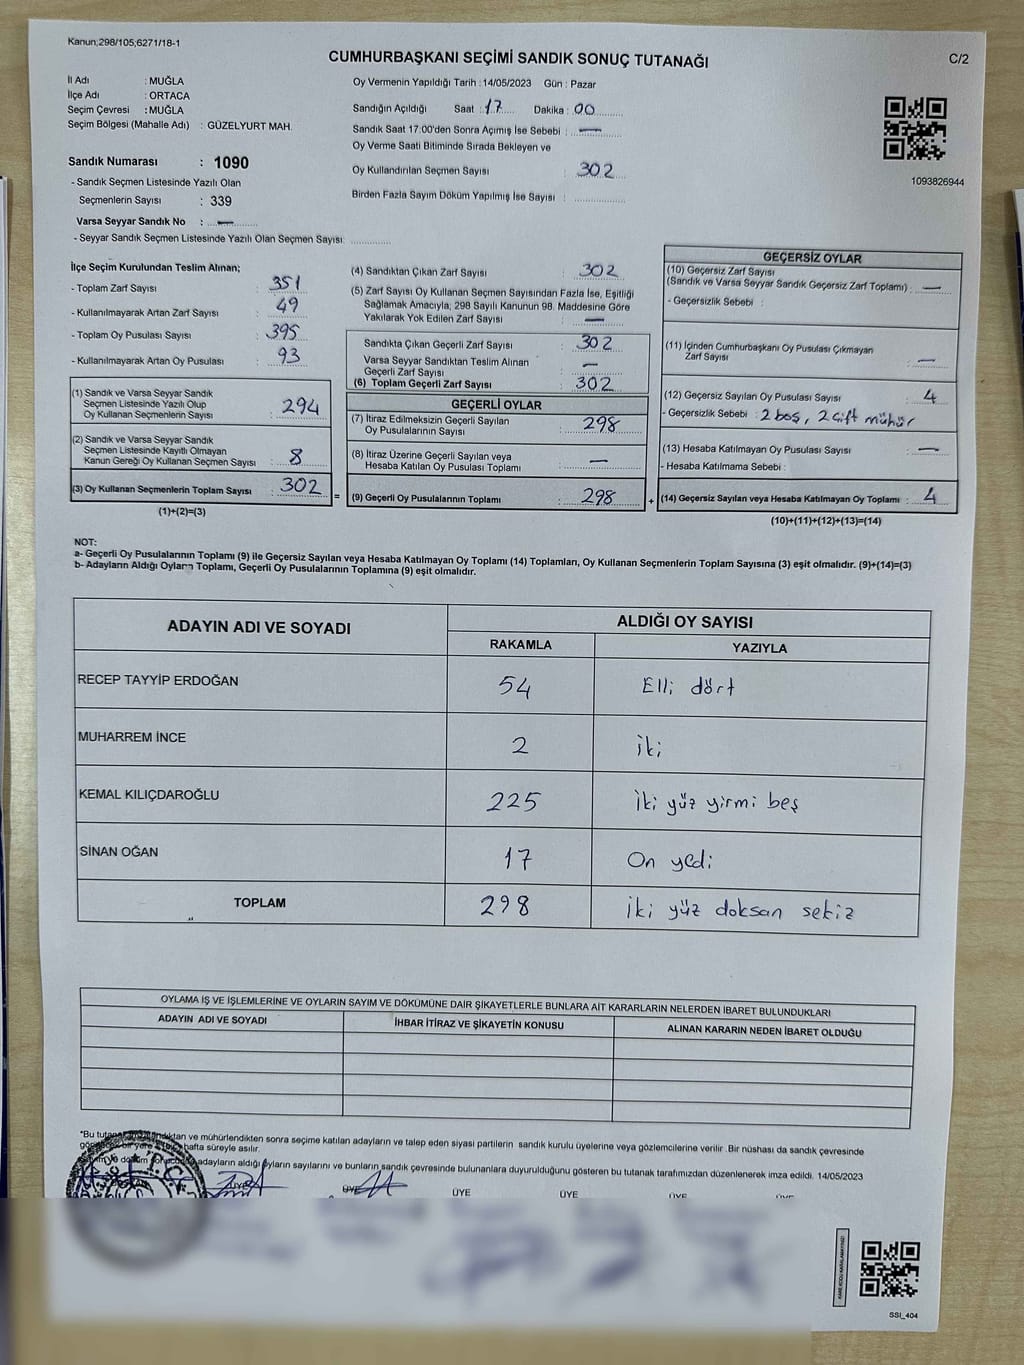 Kanun;298/105;6271/18-1
CUMHURBAŞKANI SEÇİMİ SANDIK SONUÇ TUTANAĞI
C/2
İl Adı : MUĞLA
İlçe Adı : ORTACA
Seçim Çevresi : MUĞLA
Seçim Bölgesi (Mahalle Adı) : GÜZELYURT MAH.
Sandık Numarası : 1090
- Sandık Seçmen Listesinde Yazılı Olan
Seçmenlerin Sayısı : 339
Varsa Seyyar Sandık No : —
- Seyyar Sandık Seçmen Listesinde Yazılı Olan Seçmen Sayısı: ..............
Oy Vermenin Yapıldığı Tarih : 14/05/2023 Gün : Pazar
Sandığın Açıldığı Saat : 17 Dakika : 00
Sandık Saat 17:00'den Sonra Açımış İse Sebebi : —
Oy Verme Saati Bitiminde Sırada Bekleyen ve
Oy Kullandırılan Seçmen Sayısı : 302
Birden Fazla Sayım Döküm Yapılmış İse Sayısı : ..............
1093826944
İlçe Seçim Kurulundan Teslim Alınan;
- Toplam Zarf Sayısı : 351
- Kullanılmayarak Artan Zarf Sayısı : 49
- Toplam Oy Pusulası Sayısı : 395
- Kullanılmayarak Artan Oy Pusulası : 93
(1) Sandık ve Varsa Seyyar Sandık
Seçmen Listesinde Yazılı Olup
Oy Kullanan Seçmenlerin Sayısı : 294
(2) Sandık ve Varsa Seyyar Sandık
Seçmen Listesinde Kayıtlı Olmayan
Kanun Gereği Oy Kullanan Seçmen Sayısı : 8
(3) Oy Kullanan Seçmenlerin Toplam Sayısı : 302
(1)+(2)=(3)
=
(4) Sandıktan Çıkan Zarf Sayısı : 302
(5) Zarf Sayısı Oy Kullanan Seçmen Sayısından Fazla İse, Eşitliği
Sağlamak Amacıyla, 298 Sayılı Kanunun 98. Maddesine Göre
Yakılarak Yok Edilen Zarf Sayısı : —
Sandıkta Çıkan Geçerli Zarf Sayısı : 302
Varsa Seyyar Sandıktan Teslim Alınan
Geçerli Zarf Sayısı : —
(6) Toplam Geçerli Zarf Sayısı : 302
GEÇERLİ OYLAR
(7) İtiraz Edilmeksizin Geçerli Sayılan
Oy Pusulalarının Sayısı : 298
(8) İtiraz Üzerine Geçerli Sayılan veya
Hesaba Katılan Oy Pusulası Toplamı : —
(9) Geçerli Oy Pusulalarının Toplamı : 298
+
GEÇERSİZ OYLAR
(10) Geçersiz Zarf Sayısı
(Sandık ve Varsa Seyyar Sandık Geçersiz Zarf Toplamı) : —
- Geçersizlik Sebebi :
(11) İçinden Cumhurbaşkanı Oy Pusulası Çıkmayan
Zarf Sayısı : —
(12) Geçersiz Sayılan Oy Pusulası Sayısı : 4
- Geçersizlik Sebebi : 2 boş, 2 çift mühür
(13) Hesaba Katılmayan Oy Pusulası Sayısı : —
- Hesaba Katılmama Sebebi :
(14) Geçersiz Sayılan veya Hesaba Katılmayan Oy Toplamı : 4
(10)+(11)+(12)+(13)=(14)
NOT:
a- Geçerli Oy Pusulalarının Toplamı (9) ile Geçersiz Sayılan veya Hesaba Katılmayan Oy Toplamı (14) Toplamları, Oy Kullanan Seçmenlerin Toplam Sayısına (3) eşit olmalıdır. (9)+(14)=(3)
b- Adayların Aldığı Oyların Toplamı, Geçerli Oy Pusulalarının Toplamına (9) eşit olmalıdır.
ADAYIN ADI VE SOYADI
ALDIĞI OY SAYISI
RAKAMLA YAZIYLA
RECEP TAYYİP ERDOĞAN 54 Elli dört
MUHARREM İNCE 2 iki
KEMAL KILIÇDAROĞLU 225 iki yüz yirmi beş
SİNAN OĞAN 17 On yedi
TOPLAM 298 iki yüz doksan sekiz
OYLAMA İŞ VE İŞLEMLERİNE VE OYLARIN SAYIM VE DÖKÜMÜNE DAİR ŞİKAYETLERLE BUNLARA AİT KARARLARIN NELERDEN İBARET BULUNDUKLARI
ADAYIN ADI VE SOYADI İHBAR İTİRAZ VE ŞİKAYETİN KONUSU ALINAN KARARIN NEDEN İBARET OLDUĞU
*Bu ve mühürlendikten sonra seçime katılan adayların ve talep eden siyasi partilerin sandık kurulu üyelerine veya gözlemcilerine verilir. Bir nüshası da sandık çevresinde
hafta süreyle asılır.
adayların aldığı oyların sayılarını ve bunların sandık çevresinde bulunanlara duyurulduğunu gösteren bu tutanak tarafımızdan düzenlenerek imza edildi. 14/05/2023
ÜYE ÜYE ÜYE ÜYE ÜYE ÜYE
SSI_404